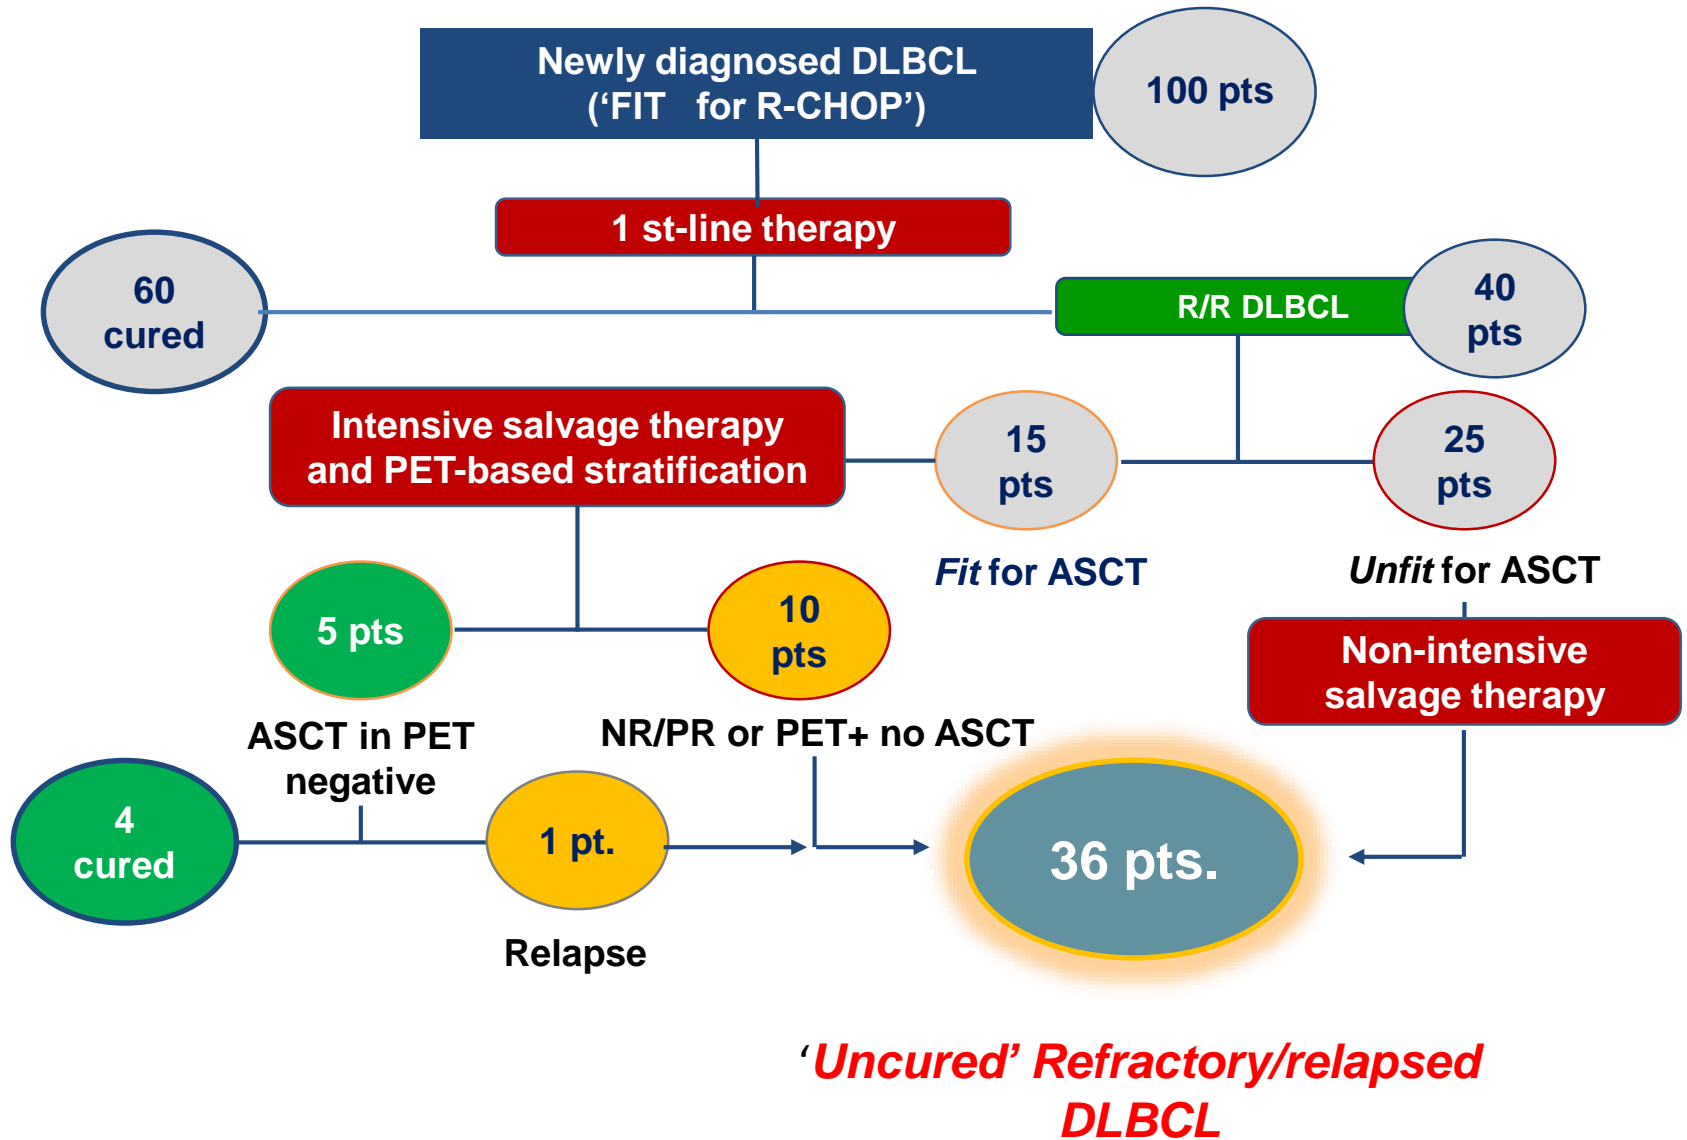 Newly diagnosed DLBCL
(‘FIT for R-CHOP’)
100 pts
1 st-line therapy
60
cured
R/R DLBCL
40
pts
Intensive salvage therapy
and PET-based stratification
15
pts
25
pts
Fit for ASCT
Unfit for ASCT
5 pts
10
pts
Non-intensive
salvage therapy
ASCT in PET
negative
NR/PR or PET+ no ASCT
4
cured
1 pt.
36 pts.
Relapse
‘Uncured’ Refractory/relapsed
DLBCL